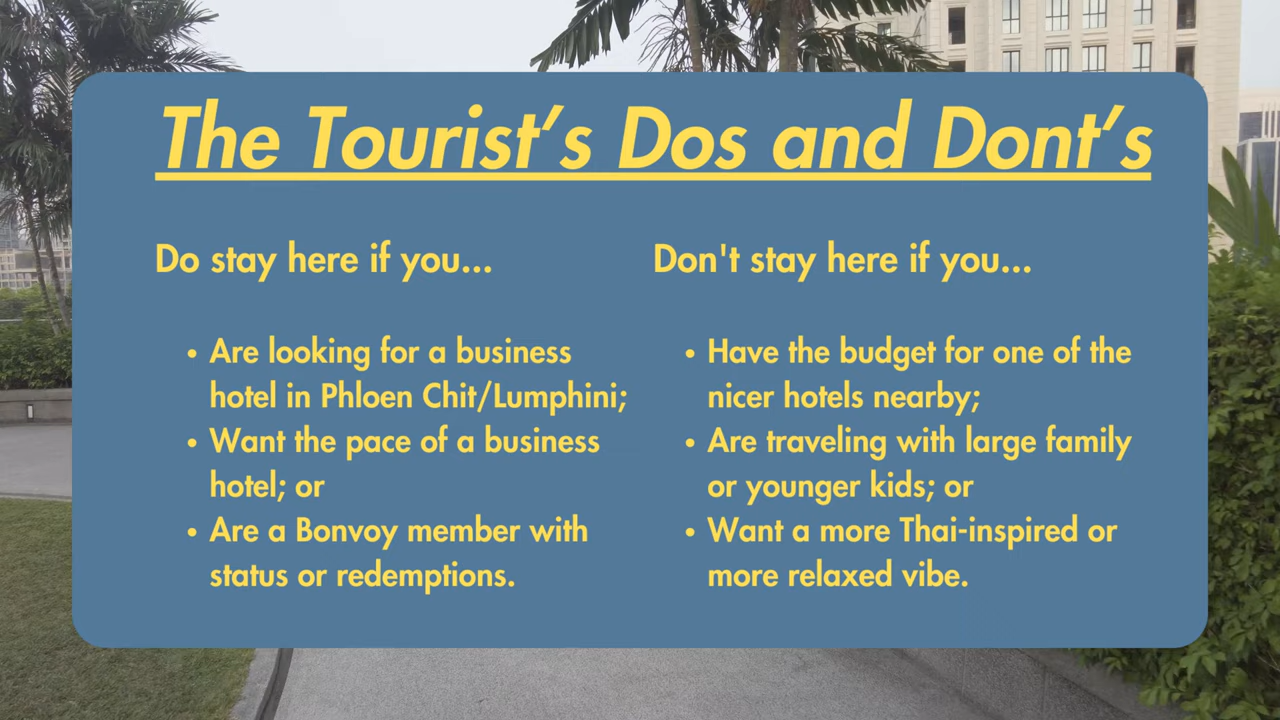 The Tourist’s Dos and Dont’s
Do stay here if you...
• Are looking for a business
hotel in Phloen Chit/Lumphini;
• Want the pace of a business
hotel; or
• Are a Bonvoy member with
status or redemptions.
Don't stay here if you...
• Have the budget for one of the
nicer hotels nearby;
• Are traveling with large family
or younger kids; or
• Want a more Thai-inspired or
more relaxed vibe.